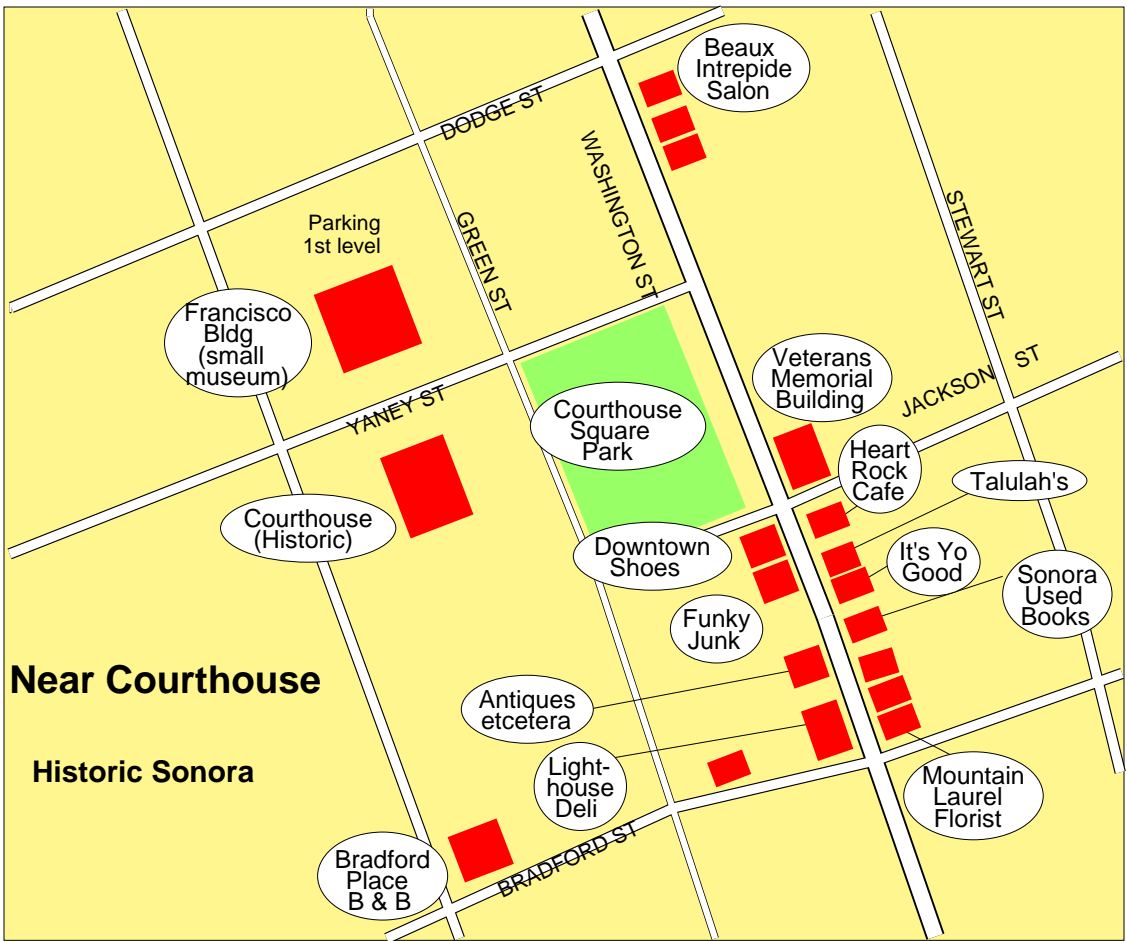 Beaux
Intrepide
Salon
DODGE ST
WASHINGTON ST
Parking
1st level
GREEN ST
STEWART ST
Francisco
Bldg
(small
museum)
Veterans
Memorial
Building
JACKSON ST
YANEY ST
Courthouse
Square
Park
Heart
Rock
Cafe
Talulah's
Courthouse
(Historic)
Downtown
Shoes
It's Yo
Good
Sonora
Used
Books
Funky
Junk
Near Courthouse
Antiques
etcetera
Historic Sonora
Light-
house
Deli
Mountain
Laurel
Florist
BRADFORD ST
Bradford
Place
B & B